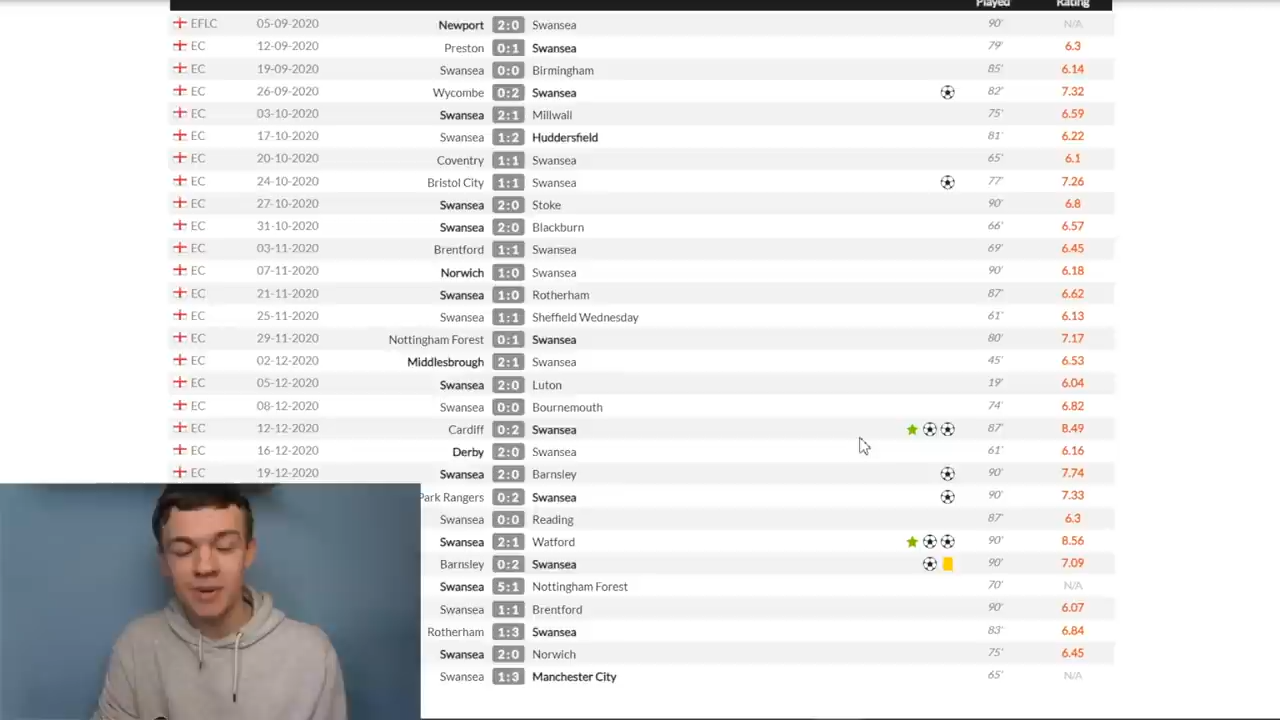 Played Rating
EFLC 05-09-2020 Newport 2:0 Swansea 90' N/A
EC 12-09-2020 Preston 0:1 Swansea 79' 6.3
EC 19-09-2020 Swansea 0:0 Birmingham 85' 6.14
EC 26-09-2020 Wycombe 0:2 Swansea 82' 7.32
EC 03-10-2020 Swansea 2:1 Millwall 75' 6.59
EC 17-10-2020 Swansea 1:2 Huddersfield 81' 6.22
EC 20-10-2020 Coventry 1:1 Swansea 65' 6.1
EC 24-10-2020 Bristol City 1:1 Swansea 77' 7.26
EC 27-10-2020 Swansea 2:0 Stoke 90' 6.8
EC 31-10-2020 Swansea 2:0 Blackburn 66' 6.57
EC 03-11-2020 Brentford 1:1 Swansea 69' 6.45
EC 07-11-2020 Norwich 1:0 Swansea 90' 6.18
EC 21-11-2020 Swansea 1:0 Rotherham 87' 6.62
EC 25-11-2020 Swansea 1:1 Sheffield Wednesday 61' 6.13
EC 29-11-2020 Nottingham Forest 0:1 Swansea 80' 7.17
EC 02-12-2020 Middlesbrough 2:1 Swansea 45' 6.53
EC 05-12-2020 Swansea 2:0 Luton 19' 6.04
EC 08-12-2020 Swansea 0:0 Bournemouth 74' 6.82
EC 12-12-2020 Cardiff 0:2 Swansea 87' 8.49
EC 16-12-2020 Derby 2:0 Swansea 61' 6.16
EC 19-12-2020 Swansea 2:0 Barnsley 90' 7.74
Park Rangers 0:2 Swansea 90' 7.33
Swansea 0:0 Reading 87' 6.3
Swansea 2:1 Watford 90' 8.56
Barnsley 0:2 Swansea 90' 7.09
Swansea 5:1 Nottingham Forest 70' N/A
Swansea 1:1 Brentford 90' 6.07
Rotherham 1:3 Swansea 83' 6.84
Swansea 2:0 Norwich 75' 6.45
Swansea 1:3 Manchester City 65' N/A